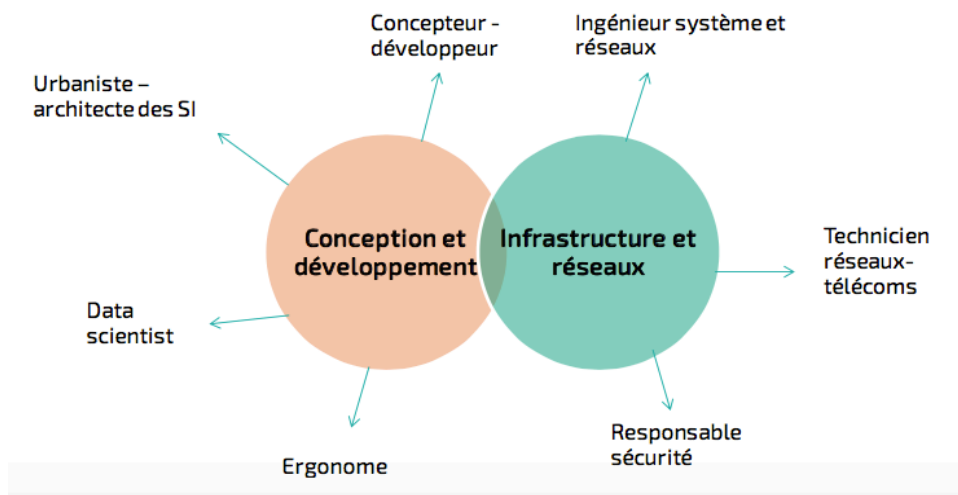 Concepteur -
développeur
Ingénieur système et
réseaux
Urbaniste –
architecte des SI
Conception et
développement
Infrastructure et
réseaux
Technicien
réseaux-
télécoms
Data
scientist
Responsable
sécurité
Ergonome